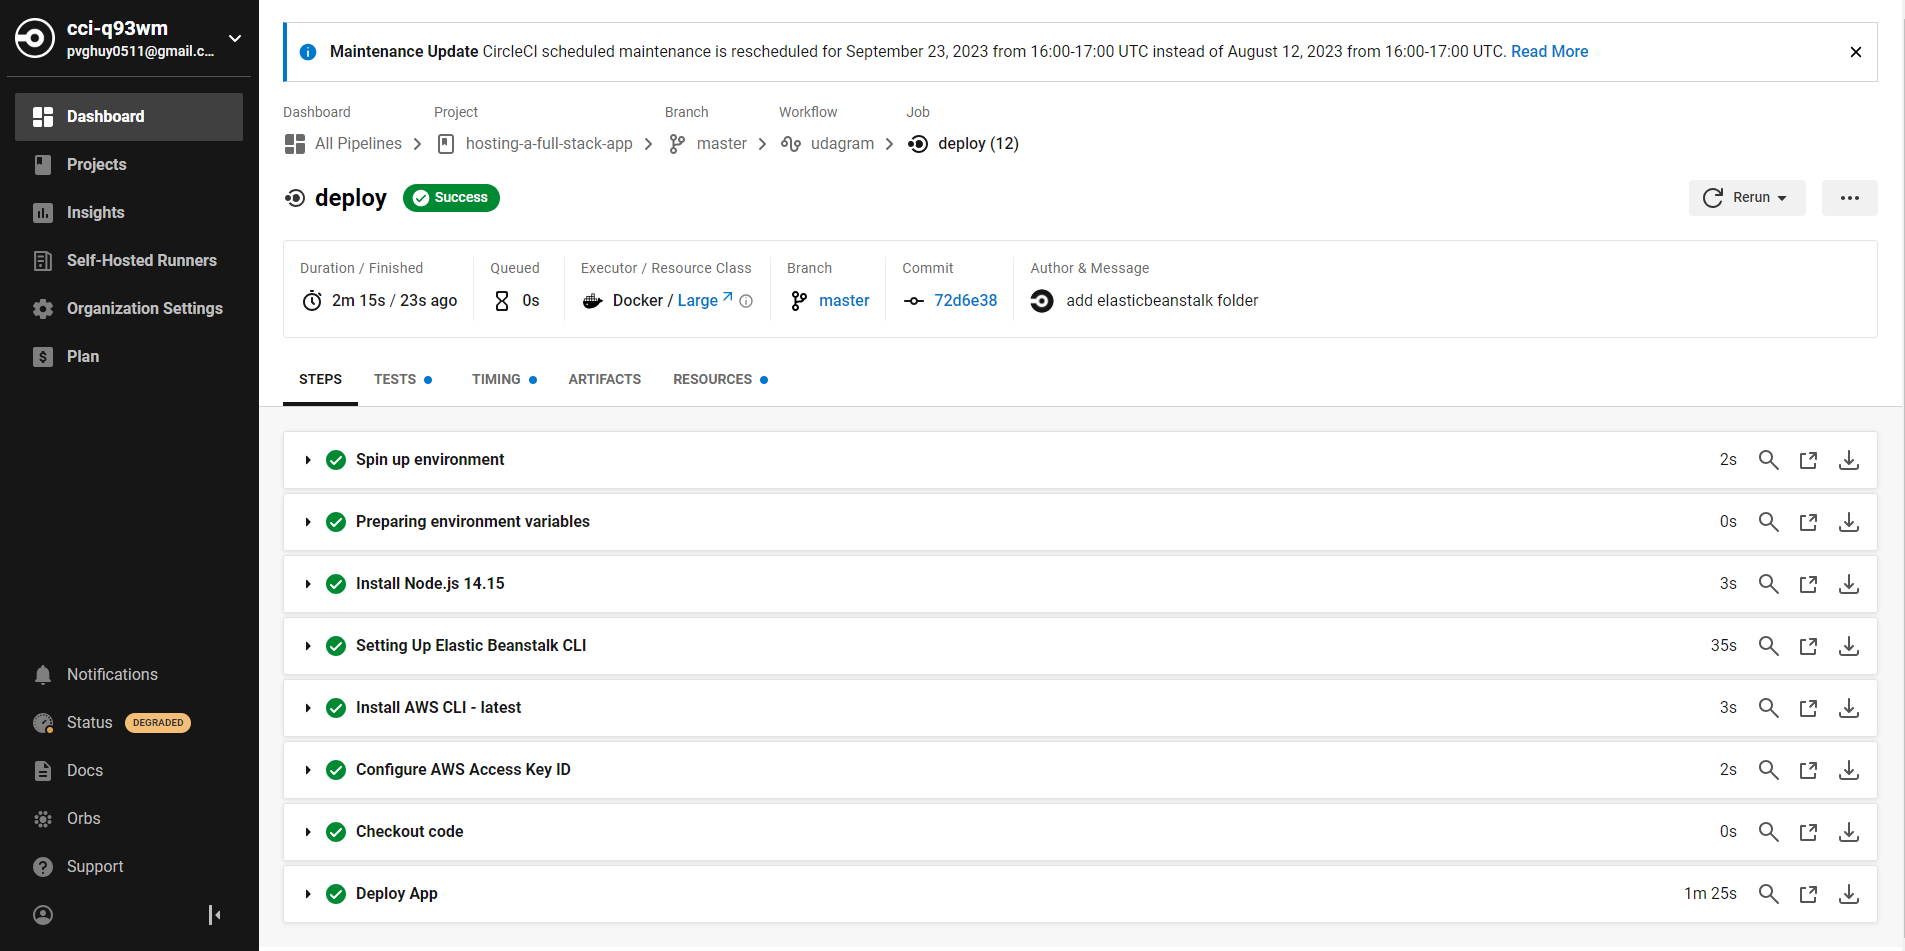 cci-q93wm
pvghuy0511@gmail.c...
Dashboard
Projects
Insights
Self-Hosted Runners
Organization Settings
Plan
Notifications
Status DEGRADED
Docs
Orbs
Support
Maintenance Update CircleCI scheduled maintenance is rescheduled for September 23, 2023 from 16:00-17:00 UTC instead of August 12, 2023 from 16:00-17:00 UTC. Read More
Dashboard Project Branch Workflow Job
All Pipelines hosting-a-full-stack-app master udagram deploy (12)
deploy Success Rerun
Duration / Finished Queued Executor / Resource Class Branch Commit Author & Message
2m 15s / 23s ago 0s Docker / Large master 72d6e38 add elasticbeanstalk folder
STEPS TESTS TIMING ARTIFACTS RESOURCES
Spin up environment 2s
Preparing environment variables 0s
Install Node.js 14.15 3s
Setting Up Elastic Beanstalk CLI 35s
Install AWS CLI - latest 3s
Configure AWS Access Key ID 2s
Checkout code 0s
Deploy App 1m 25s